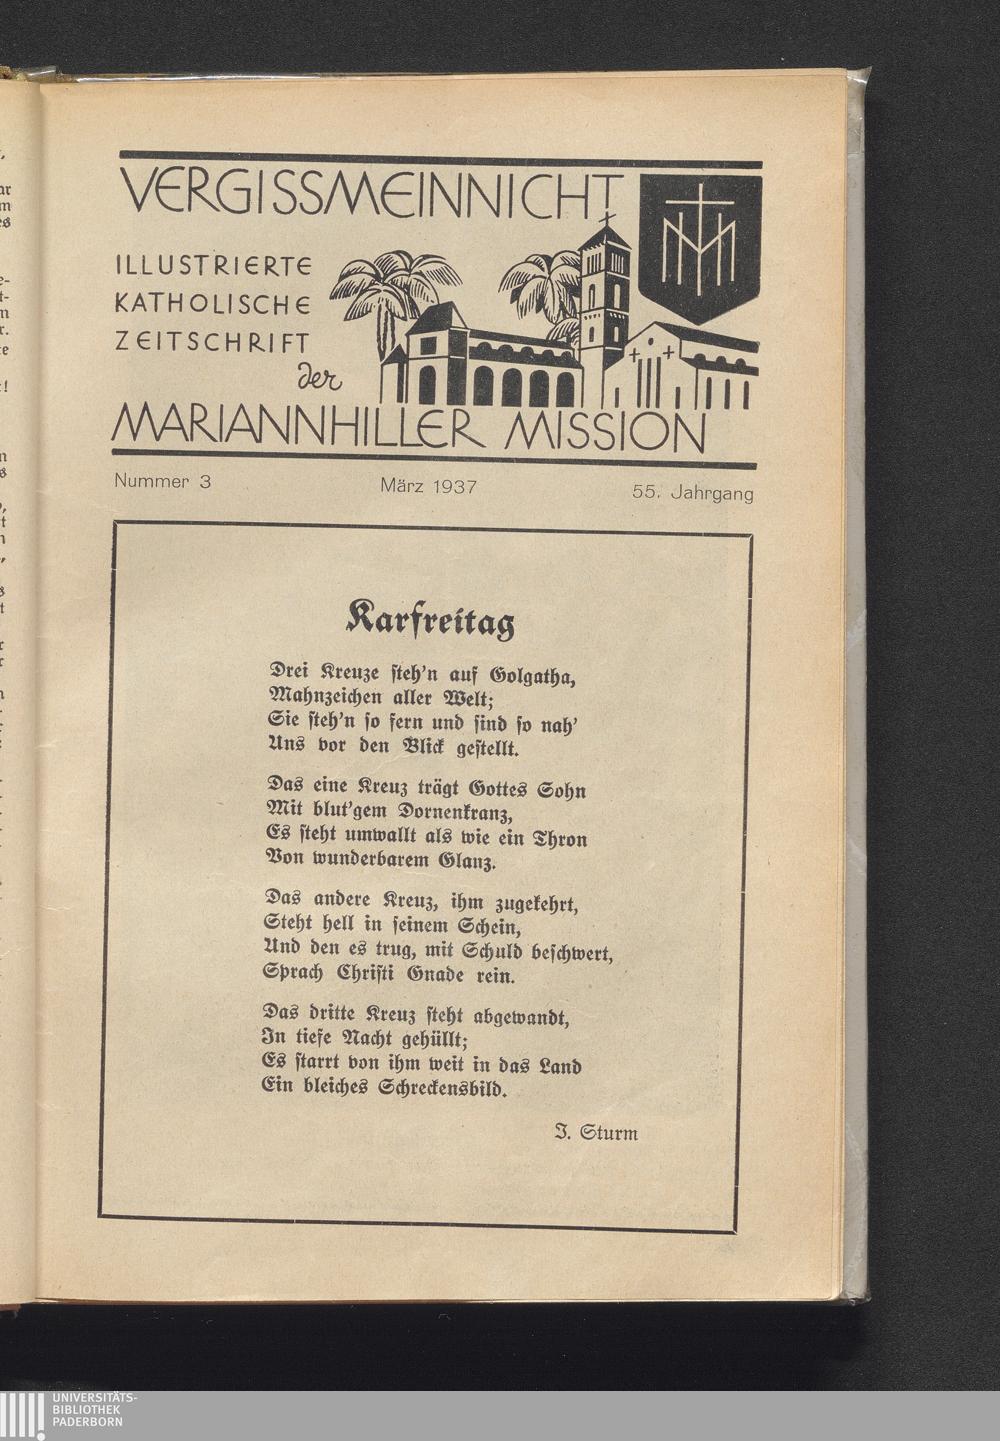 VERGISSMEINNICHT
ILLUSTRIERTE
KATHOLISCHE
ZEITSCHRIFT
der
MARIANNHILLER MISSION
Nummer 3 März 1937 55. Jahrgang
Karfreitag
Drei Kreuze steh'n auf Golgatha,
Mahnzeichen aller Welt;
Sie steh'n so fern und sind so nah'
Uns vor den Blick gestellt.
Das eine Kreuz trägt Gottes Sohn
Mit blut'gem Dornenkranz,
Es steht umwallt als wie ein Thron
Von wunderbarem Glanz.
Das andere Kreuz, ihm zugekehrt,
Steht hell in seinem Schein,
Und den es trug, mit Schuld beschwert,
Sprach Christi Gnade rein.
Das dritte Kreuz steht abgewandt,
In tiefe Nacht gehüllt;
Es starrt von ihm weit in das Land
Ein bleiches Schreckensbild.
J. Sturm
UNIVERSITÄTS-
BIBLIOTHEK
PADERBORN